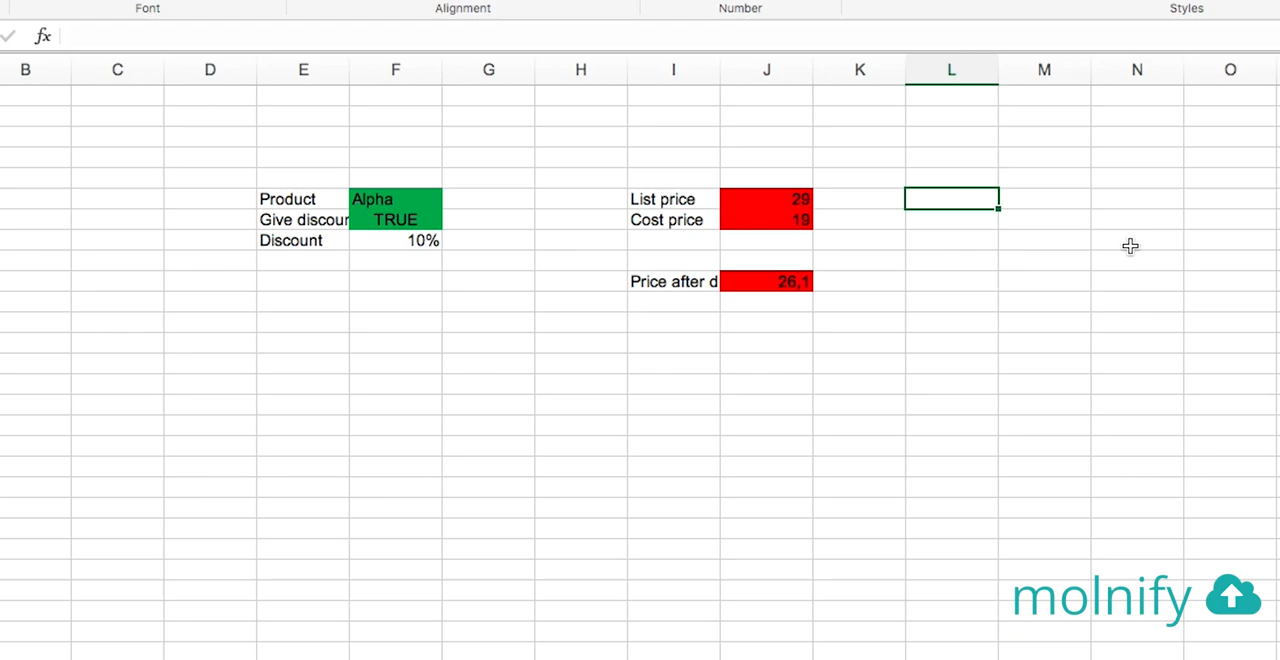 Font Alignment Number Styles
fx
B C D E F G H I J K L M N O
Product Alpha List price 29
Give discour TRUE Cost price 19
Discount 10%
Price after d 26,1
molnify